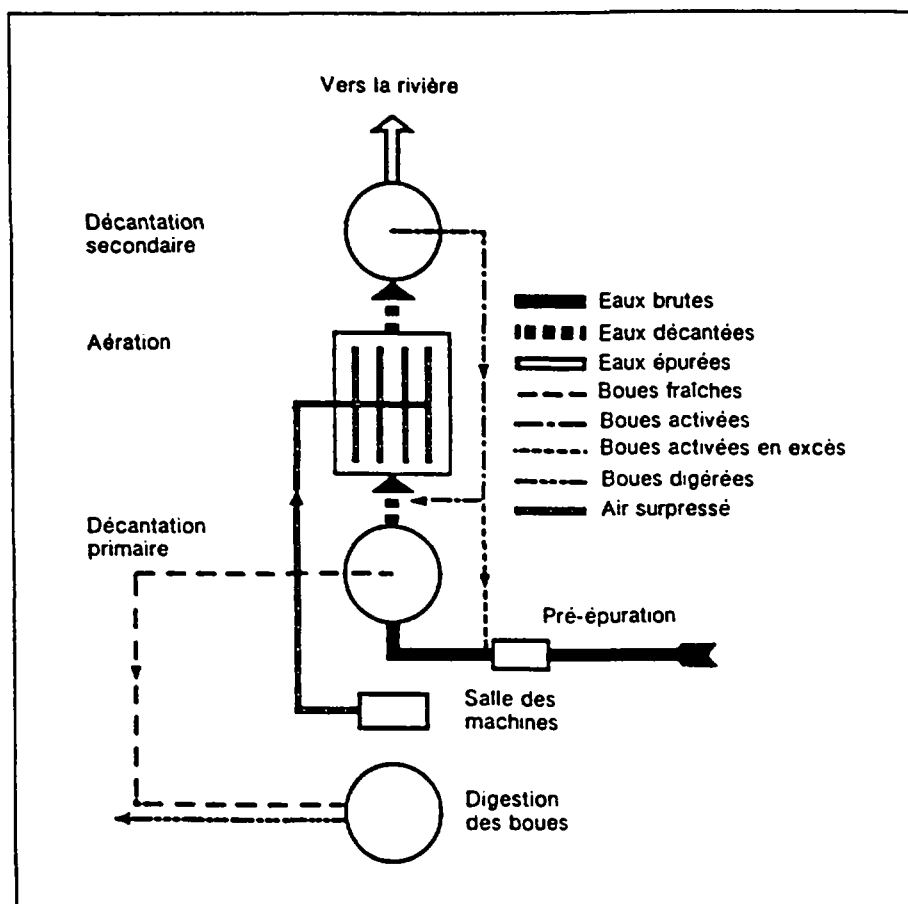 Vers la rivière
Décantation
secondaire
Aération
Eaux brutes
Eaux décantées
Eaux épurées
Boues fraîches
Boues activées
Boues activées en excès
Boues digérées
Air surpressé
Décantation
primaire
Pré-épuration
Salle des
machines
Digestion
des boues